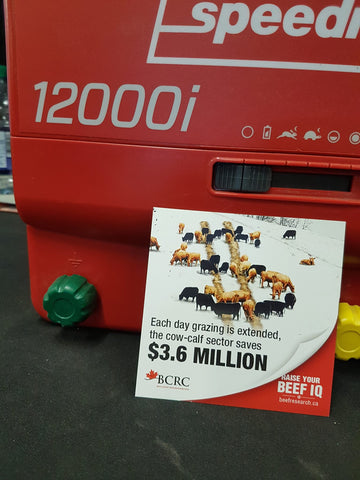 speedri
12000i
Each day grazing is extended,
the cow-calf sector saves
$3.6 MILLION
BCRC
RAISE YOUR
BEEF IQ
beefresearch.ca